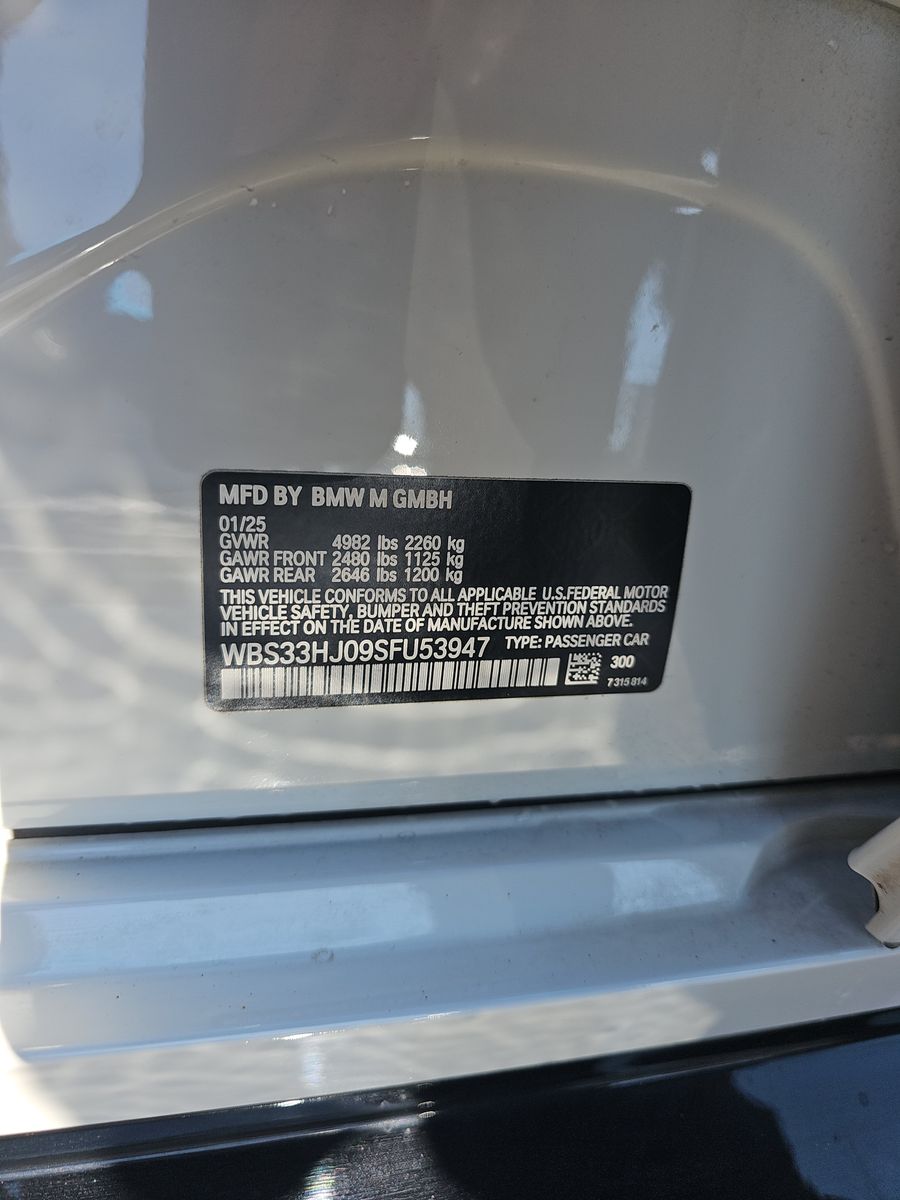 MFD BY BMW M GMBH
01/25
GVWR 4982 lbs 2260 kg
GAWR FRONT 2480 lbs 1125 kg
GAWR REAR 2646 lbs 1200 kg
THIS VEHICLE CONFORMS TO ALL APPLICABLE U.S.FEDERAL MOTOR
VEHICLE SAFETY, BUMPER AND THEFT PREVENTION STANDARDS
IN EFFECT ON THE DATE OF MANUFACTURE SHOWN ABOVE.
WBS33HJ09SFU53947 TYPE: PASSENGER CAR
300
7 315 814